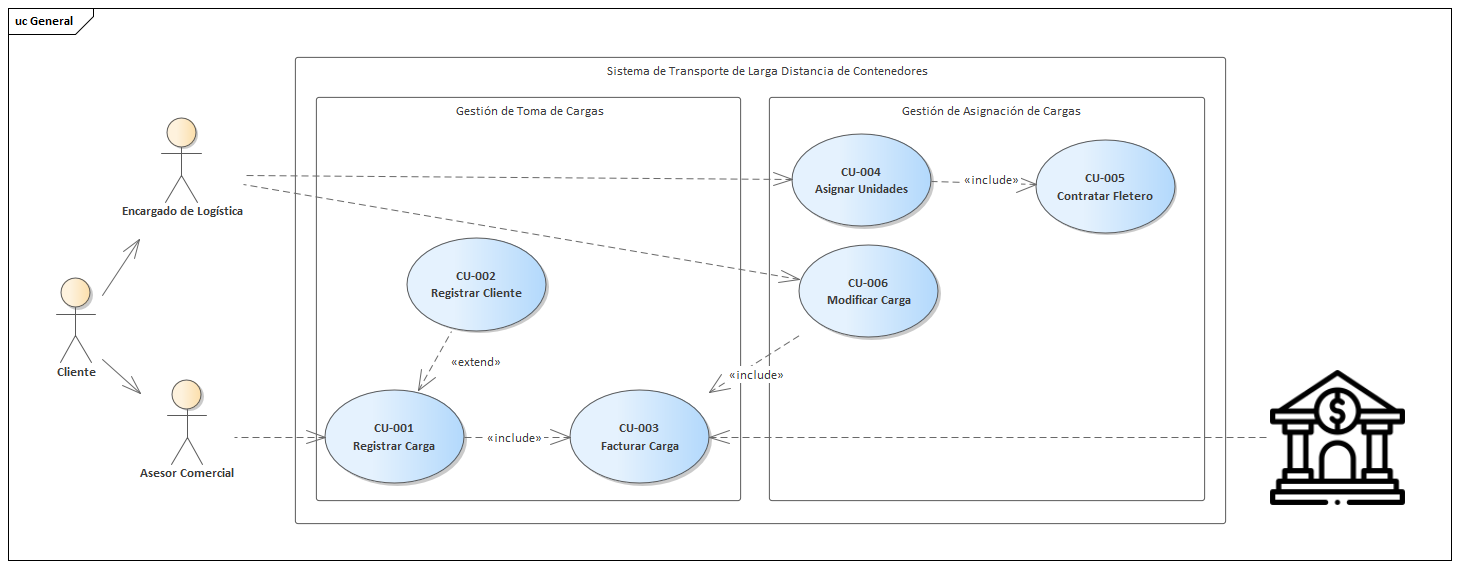 uc General
Sistema de Transporte de Larga Distancia de Contenedores
Gestión de Toma de Cargas
Gestión de Asignación de Cargas
Encargado de Logística
CU-004
Asignar Unidades
«include»
CU-005
Contratar Fletero
CU-002
Registrar Cliente
CU-006
Modificar Carga
Cliente
«extend»
«include»
Asesor Comercial
CU-001
Registrar Carga
«include»
CU-003
Facturar Carga
$